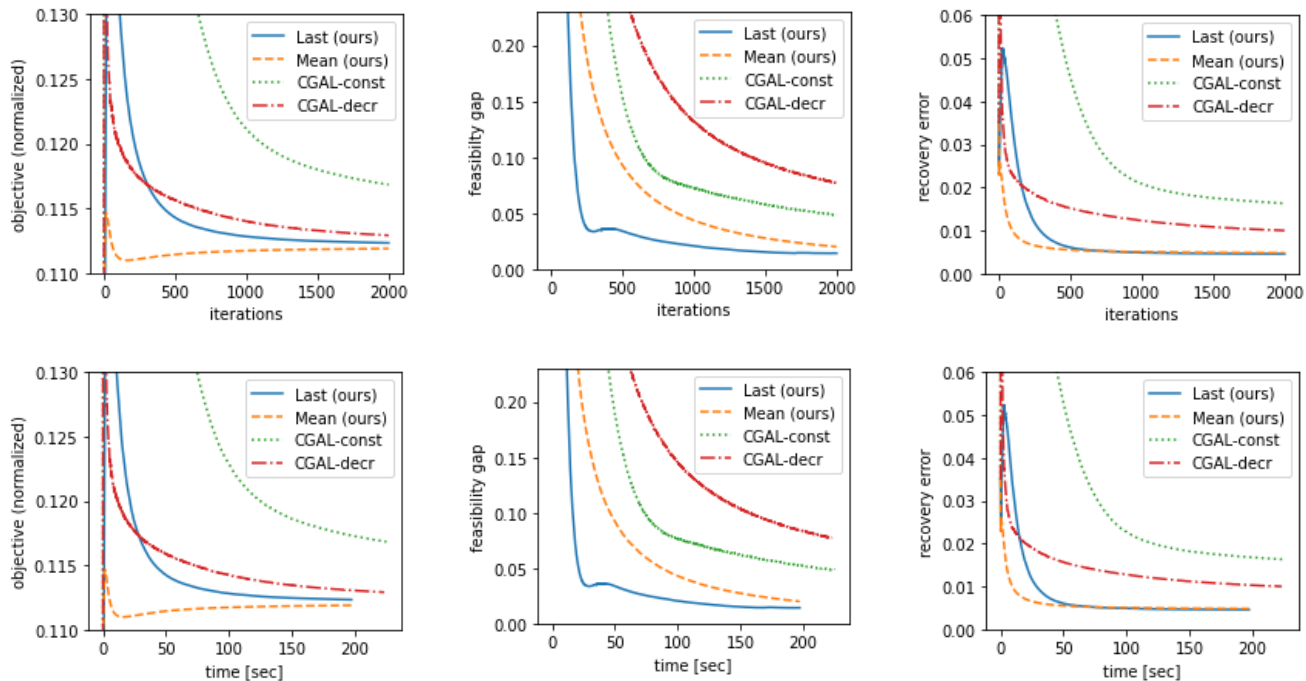 objective (normalized)
0.130
0.125
0.120
0.115
0.110
Last (ours)
Mean (ours)
CGAL-const
CGAL-decr
0 500 1000 1500 2000
iterations
feasibilty gap
0.20
0.15
0.10
0.05
0.00
Last (ours)
Mean (ours)
CGAL-const
CGAL-decr
0 500 1000 1500 2000
iterations
recovery error
0.06
0.05
0.04
0.03
0.02
0.01
0.00
Last (ours)
Mean (ours)
CGAL-const
CGAL-decr
0 500 1000 1500 2000
iterations
objective (normalized)
0.130
0.125
0.120
0.115
0.110
Last (ours)
Mean (ours)
CGAL-const
CGAL-decr
0 50 100 150 200
time [sec]
feasibility gap
0.20
0.15
0.10
0.05
0.00
Last (ours)
Mean (ours)
CGAL-const
CGAL-decr
0 50 100 150 200
time [sec]
recovery error
0.06
0.05
0.04
0.03
0.02
0.01
0.00
Last (ours)
Mean (ours)
CGAL-const
CGAL-decr
0 50 100 150 200
time [sec]